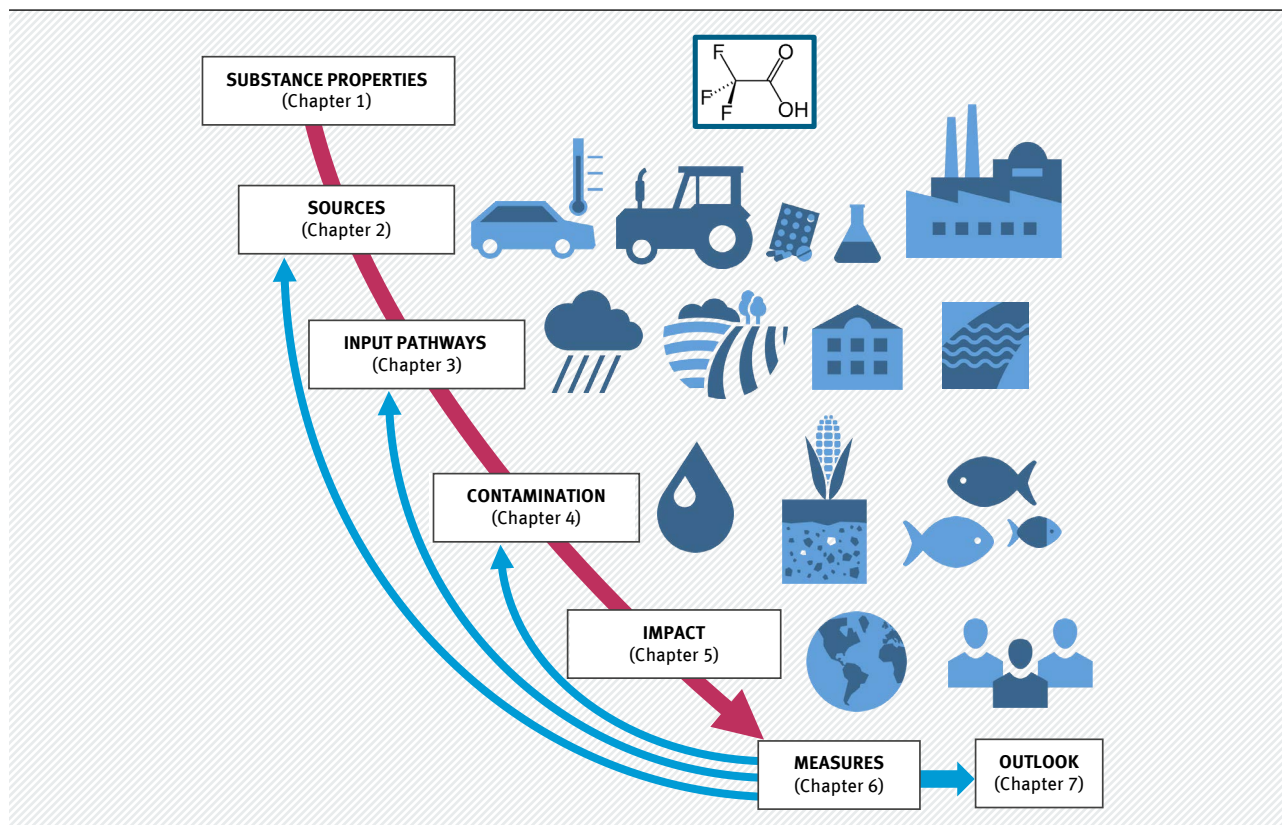 SUBSTANCE PROPERTIES
(Chapter 1)
F
O
F
F
OH
SOURCES
(Chapter 2)
INPUT PATHWAYS
(Chapter 3)
CONTAMINATION
(Chapter 4)
IMPACT
(Chapter 5)
MEASURES
(Chapter 6)
OUTLOOK
(Chapter 7)